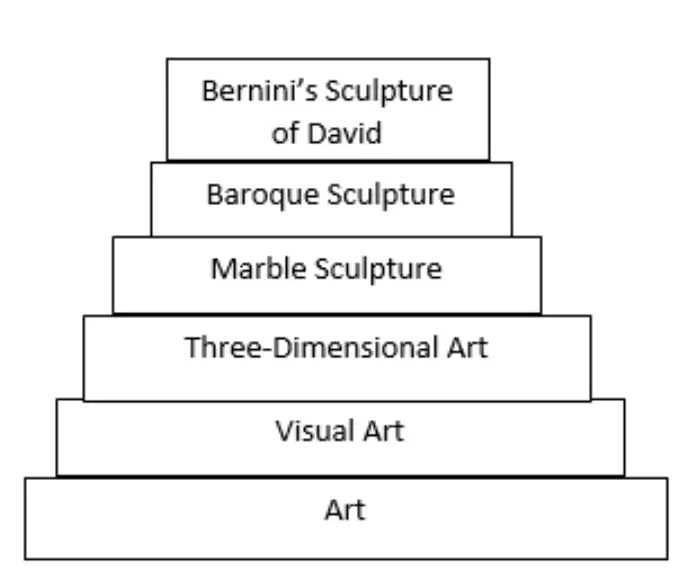 Bernini’s Sculpture
of David
Baroque Sculpture
Marble Sculpture
Three-Dimensional Art
Visual Art
Art